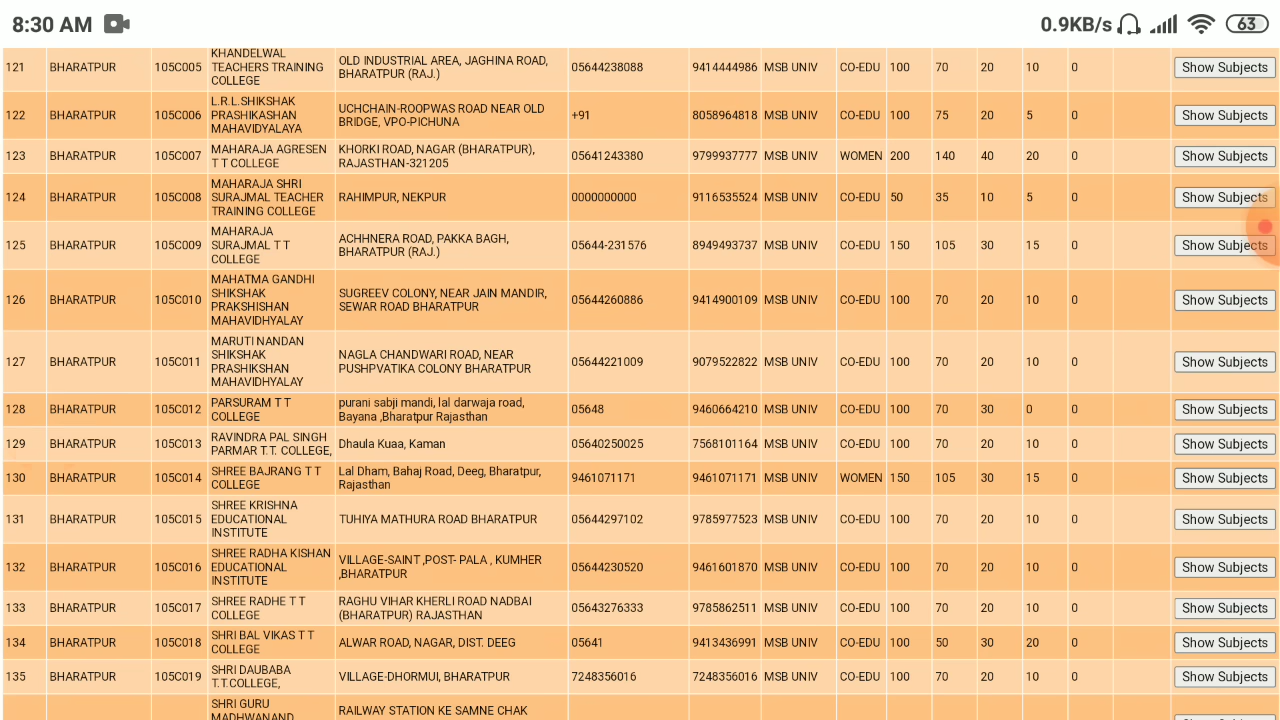 8:30 AM 0.9KB/s 63
KHANDELWAL
121 BHARATPUR 105C005 TEACHERS TRAINING OLD INDUSTRIAL AREA, JAGHINA ROAD, 05644238088 9414444986 MSB UNIV CO-EDU 100 70 20 10 0 Show Subjects
COLLEGE BHARATPUR (RAJ.)
L.R.L.SHIKSHAK
122 BHARATPUR 105C006 PRASHIKASHAN UCHCHAIN-ROOPWAS ROAD NEAR OLD +91 8058964818 MSB UNIV CO-EDU 100 75 20 5 0 Show Subjects
MAHAVIDYALAYA BRIDGE, VPO-PICHUNA
123 BHARATPUR 105C007 MAHARAJA AGRESEN KHORKI ROAD, NAGAR (BHARATPUR), 05641243380 9799937777 MSB UNIV WOMEN 200 140 40 20 0 Show Subjects
T T COLLEGE RAJASTHAN-321205
MAHARAJA SHRI
124 BHARATPUR 105C008 SURAJMAL TEACHER RAHIMPUR, NEKPUR 0000000000 9116535524 MSB UNIV CO-EDU 50 35 10 5 0 Show Subjects
TRAINING COLLEGE
MAHARAJA
125 BHARATPUR 105C009 SURAJMAL T T ACHHNERA ROAD, PAKKA BAGH, 05644-231576 8949493737 MSB UNIV CO-EDU 150 105 30 15 0 Show Subjects
COLLEGE BHARATPUR (RAJ.)
MAHATMA GANDHI
126 BHARATPUR 105C010 SHIKSHAK SUGREEV COLONY, NEAR JAIN MANDIR, 05644260886 9414900109 MSB UNIV CO-EDU 100 70 20 10 0 Show Subjects
PRAKSHISHAN SEWAR ROAD BHARATPUR
MAHAVIDHYALAY
MARUTI NANDAN
127 BHARATPUR 105C011 SHIKSHAK NAGLA CHANDWARI ROAD, NEAR 05644221009 9079522822 MSB UNIV CO-EDU 100 70 20 10 0 Show Subjects
PRASHIKSHAN PUSHPVATIKA COLONY BHARATPUR
MAHAVIDHYALAY
128 BHARATPUR 105C012 PARSURAM T T purani sabji mandi, lal darwaja road, 05648 9460664210 MSB UNIV CO-EDU 100 70 30 0 0 Show Subjects
COLLEGE Bayana ,Bharatpur Rajasthan
129 BHARATPUR 105C013 RAVINDRA PAL SINGH Dhaula Kuaa, Kaman 05640250025 7568101164 MSB UNIV CO-EDU 100 70 20 10 0 Show Subjects
PARMAR T.T. COLLEGE,
130 BHARATPUR 105C014 SHREE BAJRANG T T Lal Dham, Bahaj Road, Deeg, Bharatpur, 9461071171 9461071171 MSB UNIV WOMEN 150 105 30 15 0 Show Subjects
COLLEGE Rajasthan
SHREE KRISHNA
131 BHARATPUR 105C015 EDUCATIONAL TUHIYA MATHURA ROAD BHARATPUR 05644297102 9785977523 MSB UNIV CO-EDU 100 70 20 10 0 Show Subjects
INSTITUTE
SHREE RADHA KISHAN
132 BHARATPUR 105C016 EDUCATIONAL VILLAGE-SAINT ,POST- PALA , KUMHER 05644230520 9461601870 MSB UNIV CO-EDU 100 70 20 10 0 Show Subjects
INSTITUTE ,BHARATPUR
133 BHARATPUR 105C017 SHREE RADHE T T RAGHU VIHAR KHERLI ROAD NADBAI 05643276333 9785862511 MSB UNIV CO-EDU 100 70 20 10 0 Show Subjects
COLLEGE (BHARATPUR) RAJASTHAN
134 BHARATPUR 105C018 SHRI BAL VIKAS T T ALWAR ROAD, NAGAR, DIST. DEEG 05641 9413436991 MSB UNIV CO-EDU 100 50 30 20 0 Show Subjects
COLLEGE
135 BHARATPUR 105C019 SHRI DAUBABA VILLAGE-DHORMUI, BHARATPUR 7248356016 7248356016 MSB UNIV CO-EDU 100 70 20 10 0 Show Subjects
T.T.COLLEGE,
SHRI GURU RAILWAY STATION KE SAMNE CHAK
MADHWANAND